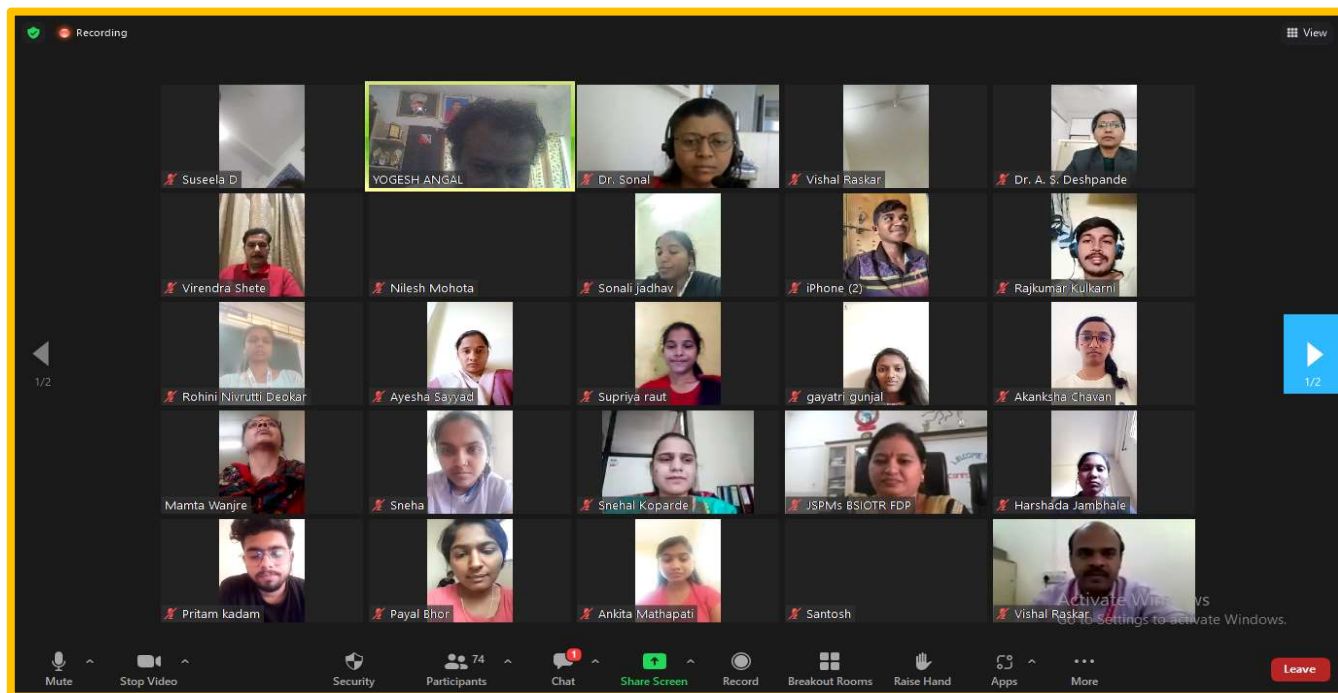 Recording
View
Suseela D
YOGESH ANGAL
Dr. Sonal
Vishal Raskar
Dr. A. S. Deshpande
Virendra Shete
Nilesh Mohota
Sonali jadhav
iPhone (2)
Rajkumar Kulkarni
1/2
1/2
Rohini Nivrutti Deokar
Ayesha Sayyad
Supriya raut
gayatri gunjal
Akanksha Chavan
Mamta Wanjre
Sneha
Snehal Koparde
WELCOME
JSPMs BSIOTR FDP
Harshada Jambhale
Pritam kadam
Payal Bhor
Ankita Mathapati
Santosh
Vishal Raskar
Activate Windows
Go to Settings to activate Windows.
Mute
Stop Video
Security
74
Participants
1
Chat
Share Screen
Record
Breakout Rooms
Raise Hand
Apps
More
Leave